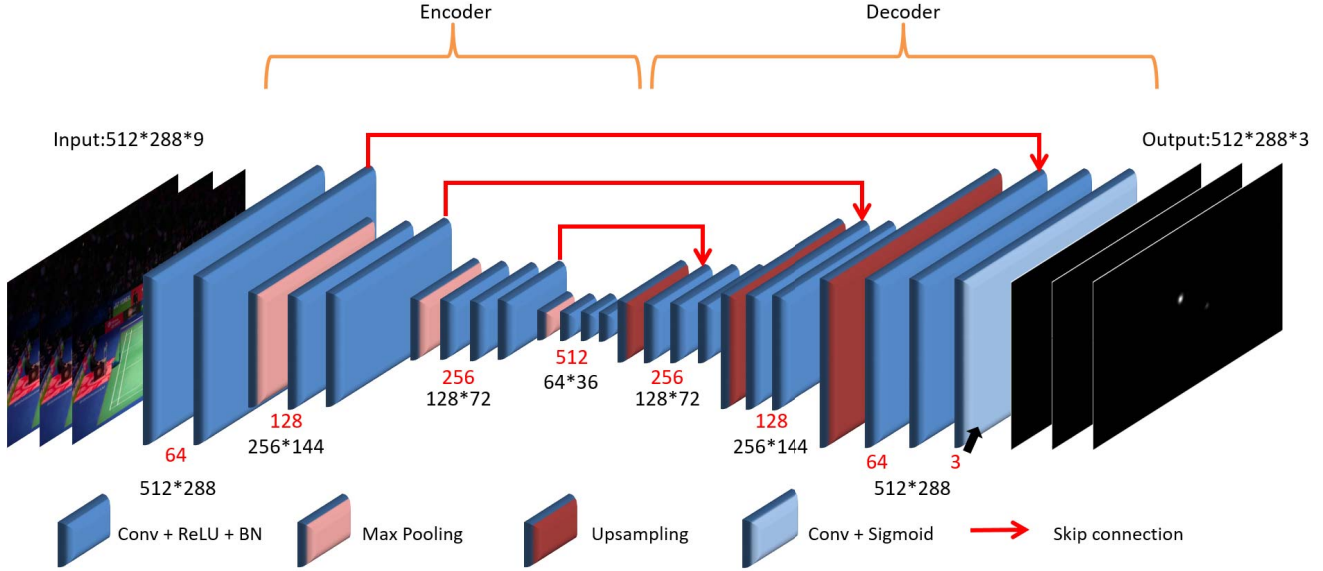 Encoder
Decoder
Input:512*288*9
Output:512*288*3
64
512*288
128
256*144
256
128*72
512
64*36
256
128*72
128
256*144
64
3
512*288
Conv + ReLU + BN
Max Pooling
Upsampling
Conv + Sigmoid
Skip connection